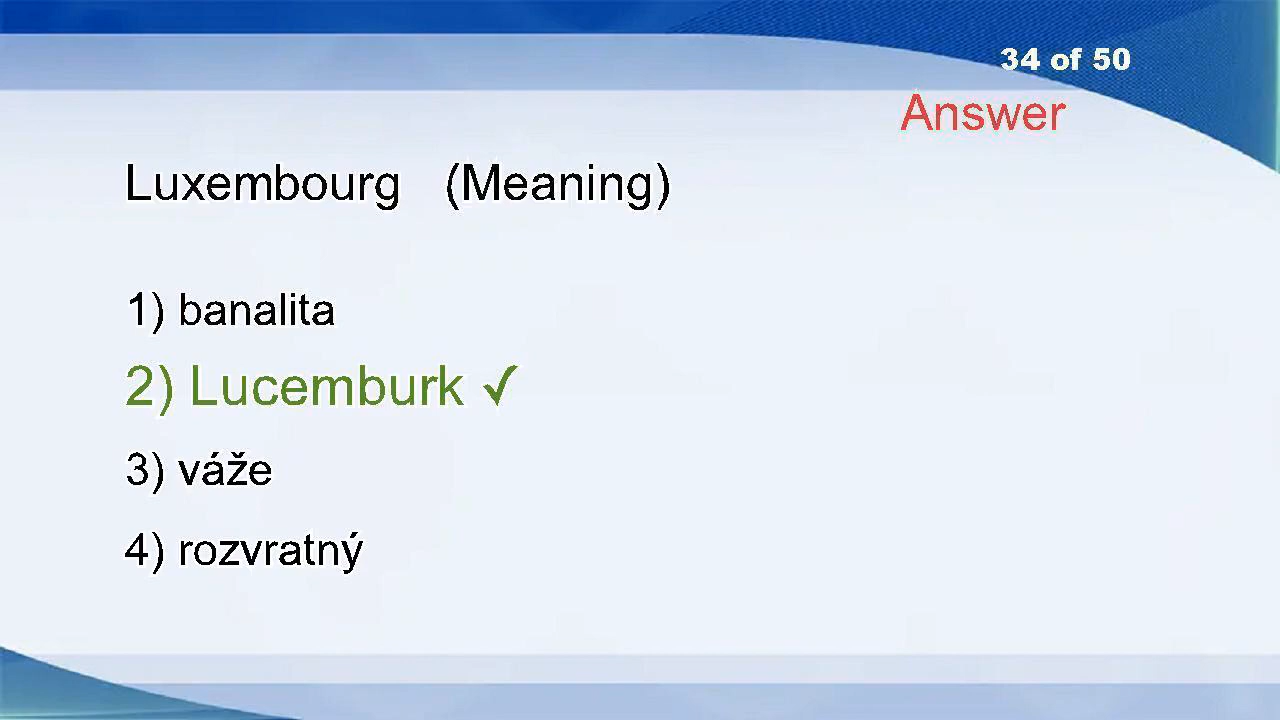 34 of 50
Answer
Luxembourg (Meaning)
1) banalita
2) Lucemburk ✓
3) váže
4) rozvratný